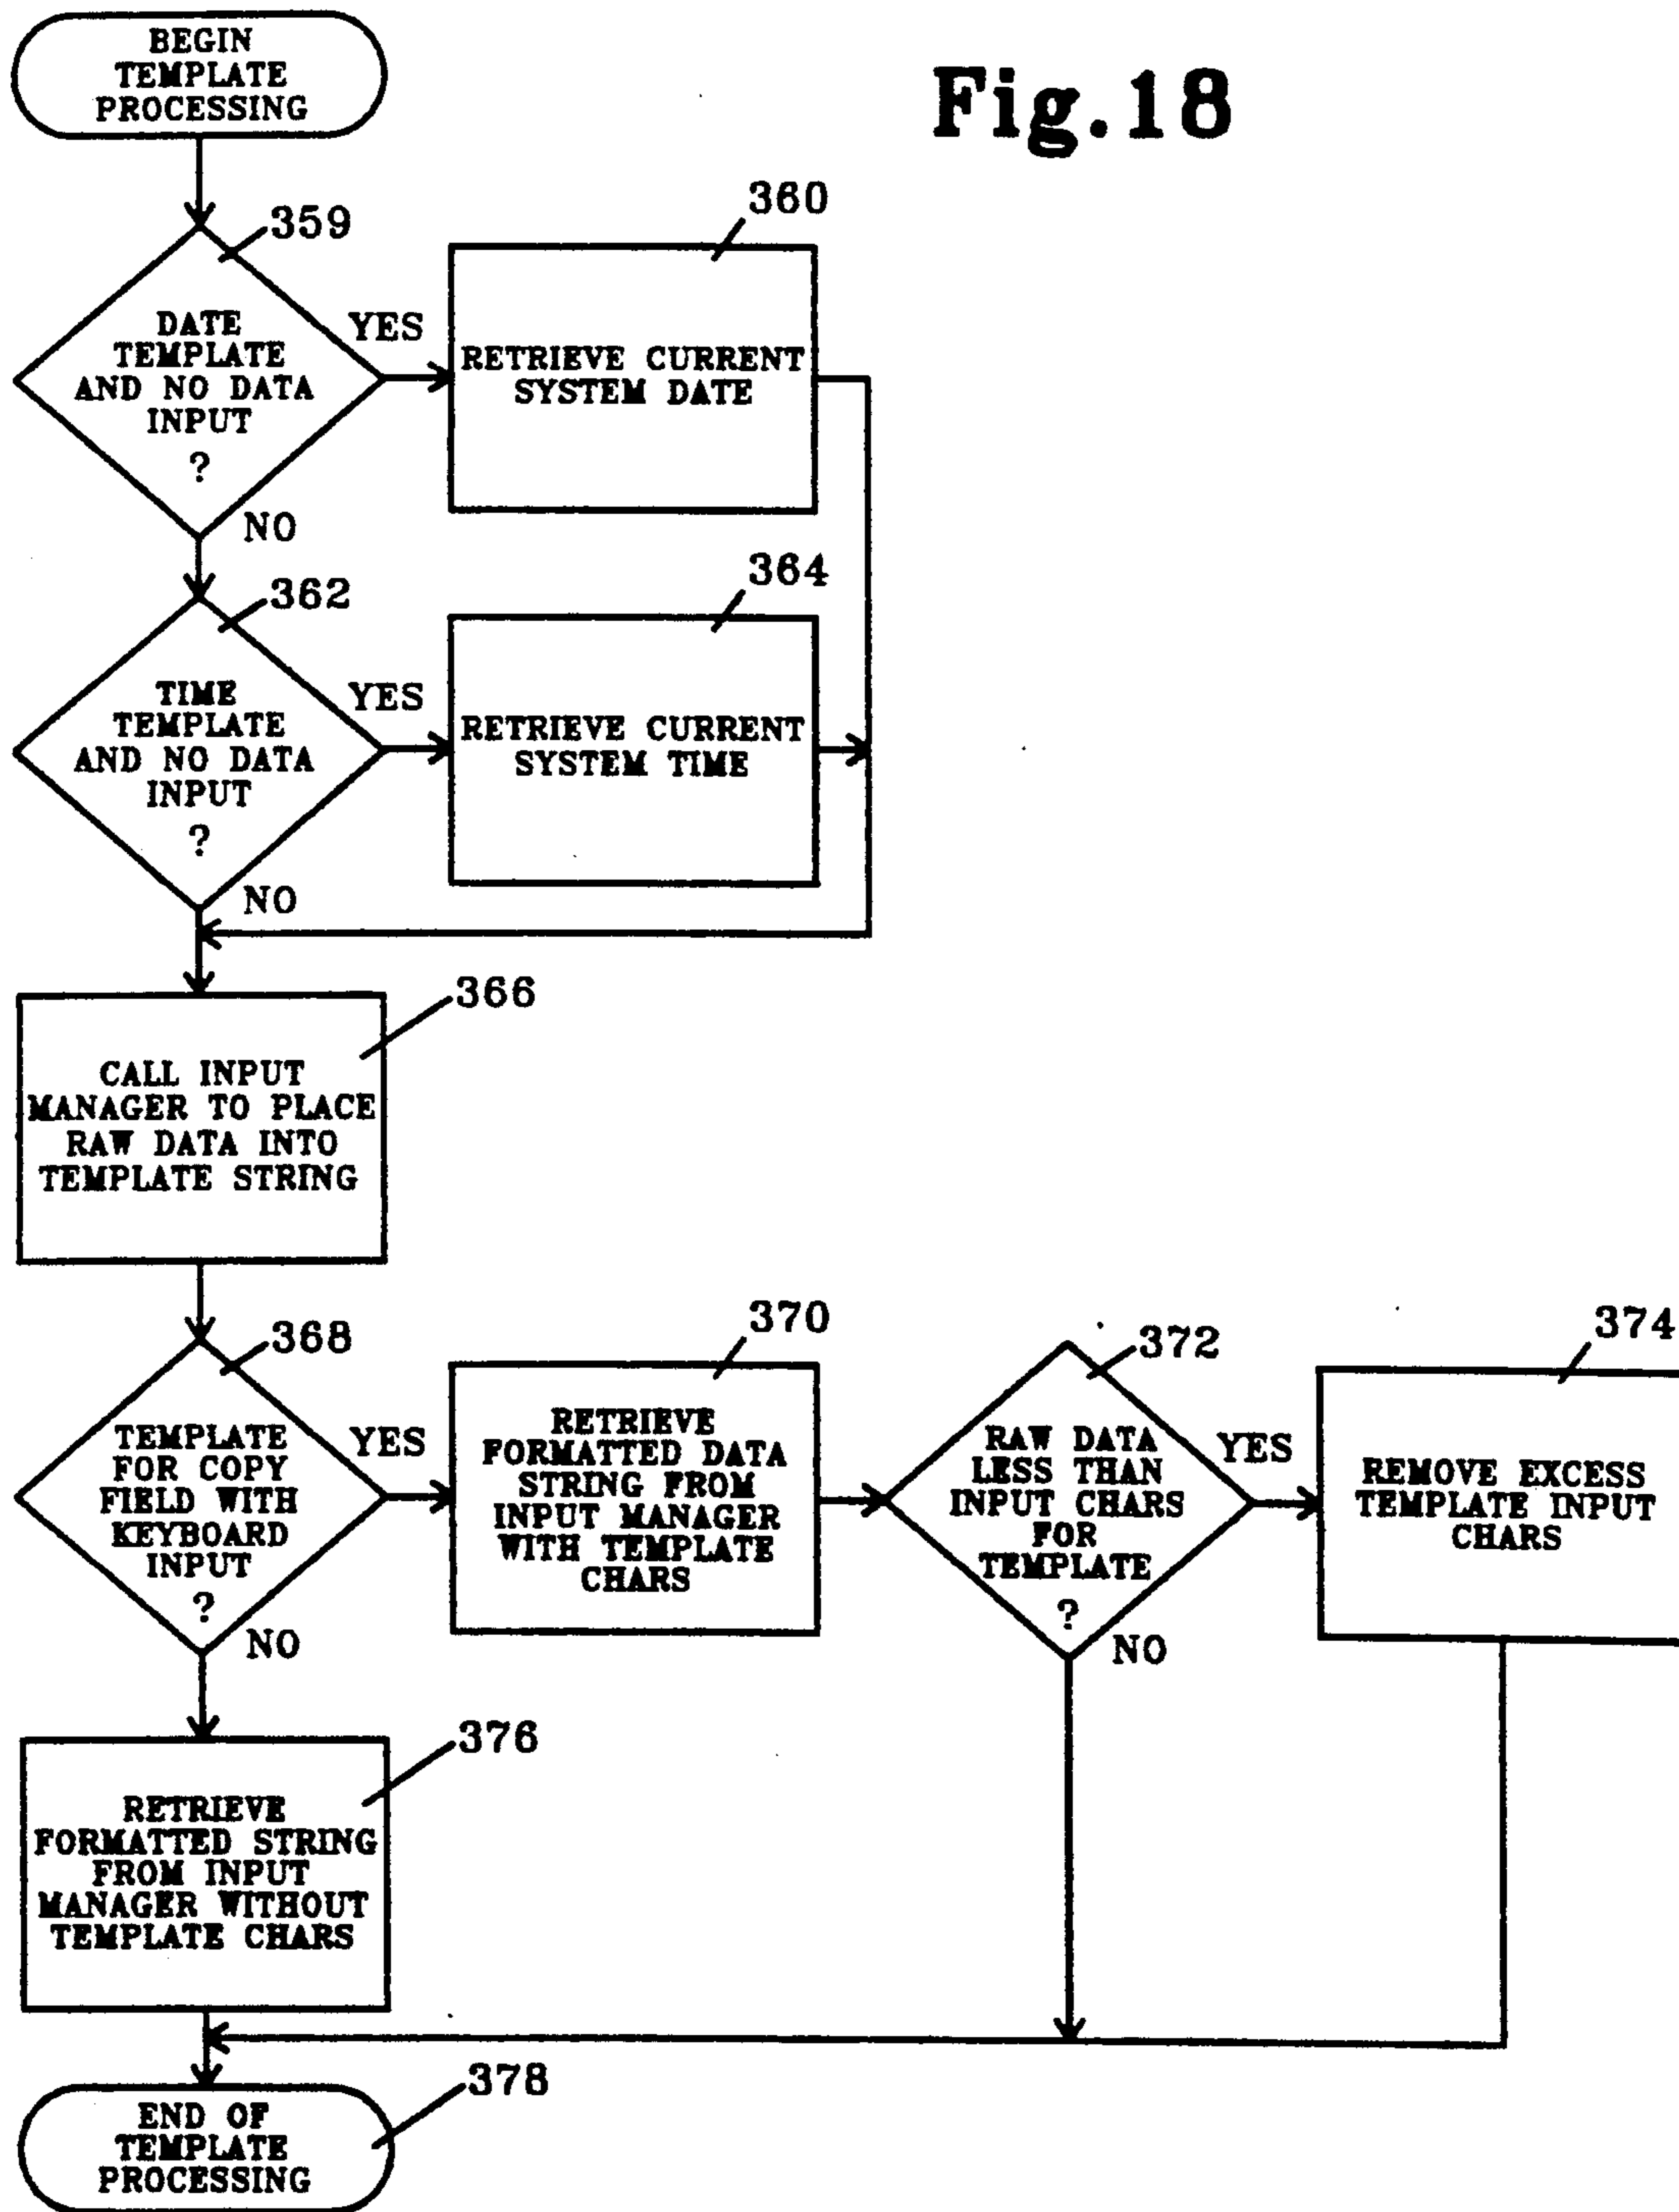 BEGIN
TEMPLATE
PROCESSING
Fig.18
359
DATE
TEMPLATE
AND NO DATA
INPUT
?
YES
NO
360
RETRIEVE CURRENT
SYSTEM DATE
362
TIME
TEMPLATE
AND NO DATA
INPUT
?
YES
NO
364
RETRIEVE CURRENT
SYSTEM TIME
366
CALL INPUT
MANAGER TO PLACE
RAW DATA INTO
TEMPLATE STRING
368
TEMPLATE
FOR COPY
FIELD WITH
KEYBOARD
INPUT
?
YES
NO
370
RETRIEVE
FORMATTED DATA
STRING FROM
INPUT MANAGER
WITH TEMPLATE
CHARS
372
RAW DATA
LESS THAN
INPUT CHARS
FOR
TEMPLATE
?
YES
NO
374
REMOVE EXCESS
TEMPLATE INPUT
CHARS
376
RETRIEVE
FORMATTED STRING
FROM INPUT
MANAGER WITHOUT
TEMPLATE CHARS
378
END OF
TEMPLATE
PROCESSING